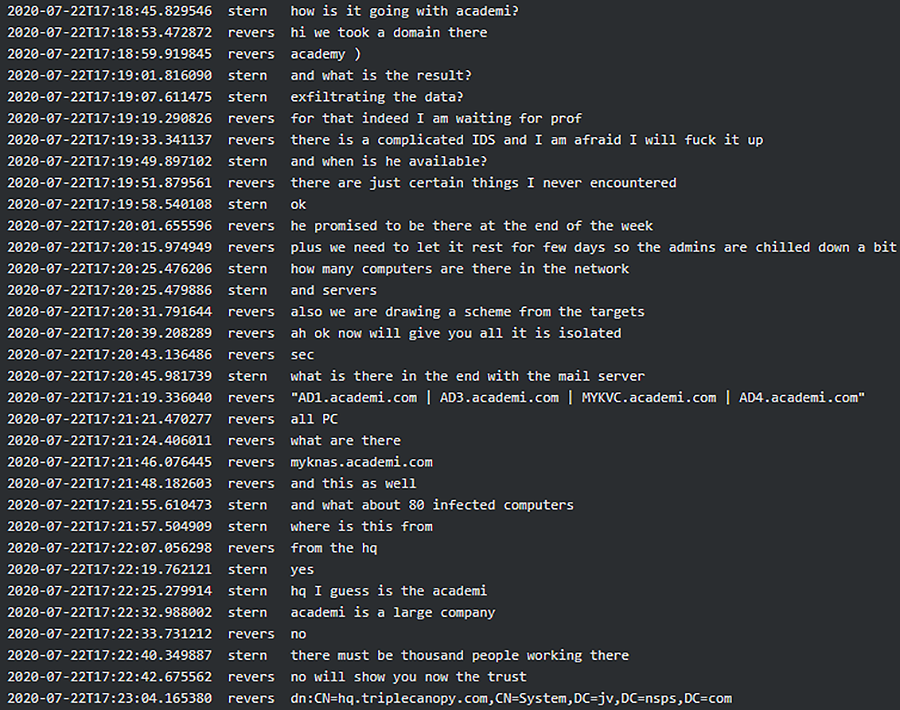 2020-07-22T17:18:45.829546 stern how is it going with academi?
2020-07-22T17:18:53.472872 revers hi we took a domain there
2020-07-22T17:18:59.919845 revers academy )
2020-07-22T17:19:01.816090 stern and what is the result?
2020-07-22T17:19:07.611475 stern exfiltrating the data?
2020-07-22T17:19:19.290826 revers for that indeed I am waiting for prof
2020-07-22T17:19:33.341137 revers there is a complicated IDS and I am afraid I will fuck it up
2020-07-22T17:19:49.897102 stern and when is he available?
2020-07-22T17:19:51.879561 revers there are just certain things I never encountered
2020-07-22T17:19:58.540108 stern ok
2020-07-22T17:20:01.655596 revers he promised to be there at the end of the week
2020-07-22T17:20:15.974949 revers plus we need to let it rest for few days so the admins are chilled down a bit
2020-07-22T17:20:25.476206 stern how many computers are there in the network
2020-07-22T17:20:25.479886 stern and servers
2020-07-22T17:20:31.791644 revers also we are drawing a scheme from the targets
2020-07-22T17:20:39.208289 revers ah ok now will give you all it is isolated
2020-07-22T17:20:43.136486 revers sec
2020-07-22T17:20:45.981739 stern what is there in the end with the mail server
2020-07-22T17:21:19.336040 revers "AD1.academi.com | AD3.academi.com | MYKVC.academi.com | AD4.academi.com"
2020-07-22T17:21:21.470277 revers all PC
2020-07-22T17:21:24.406011 revers what are there
2020-07-22T17:21:46.076445 revers myknas.academi.com
2020-07-22T17:21:48.182603 revers and this as well
2020-07-22T17:21:55.610473 stern and what about 80 infected computers
2020-07-22T17:21:57.504909 stern where is this from
2020-07-22T17:22:07.056298 revers from the hq
2020-07-22T17:22:19.762121 stern yes
2020-07-22T17:22:25.279914 stern hq I guess is the academi
2020-07-22T17:22:32.988002 stern academi is a large company
2020-07-22T17:22:33.731212 revers no
2020-07-22T17:22:40.349887 stern there must be thousand people working there
2020-07-22T17:22:42.675562 revers no will show you now the trust
2020-07-22T17:23:04.165380 revers dn:CN=hq.triplecanopy.com,CN=System,DC=jv,DC=nsps,DC=com